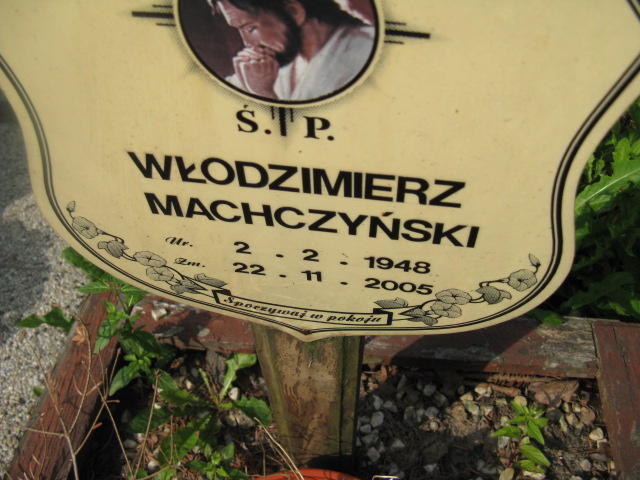 Ś. P.
WŁODZIMIERZ
MACHCZYŃSKI
Ur. 2 . 2 . 1948
Zm. 22 . 11 . 2005
Spoczywaj w pokoju